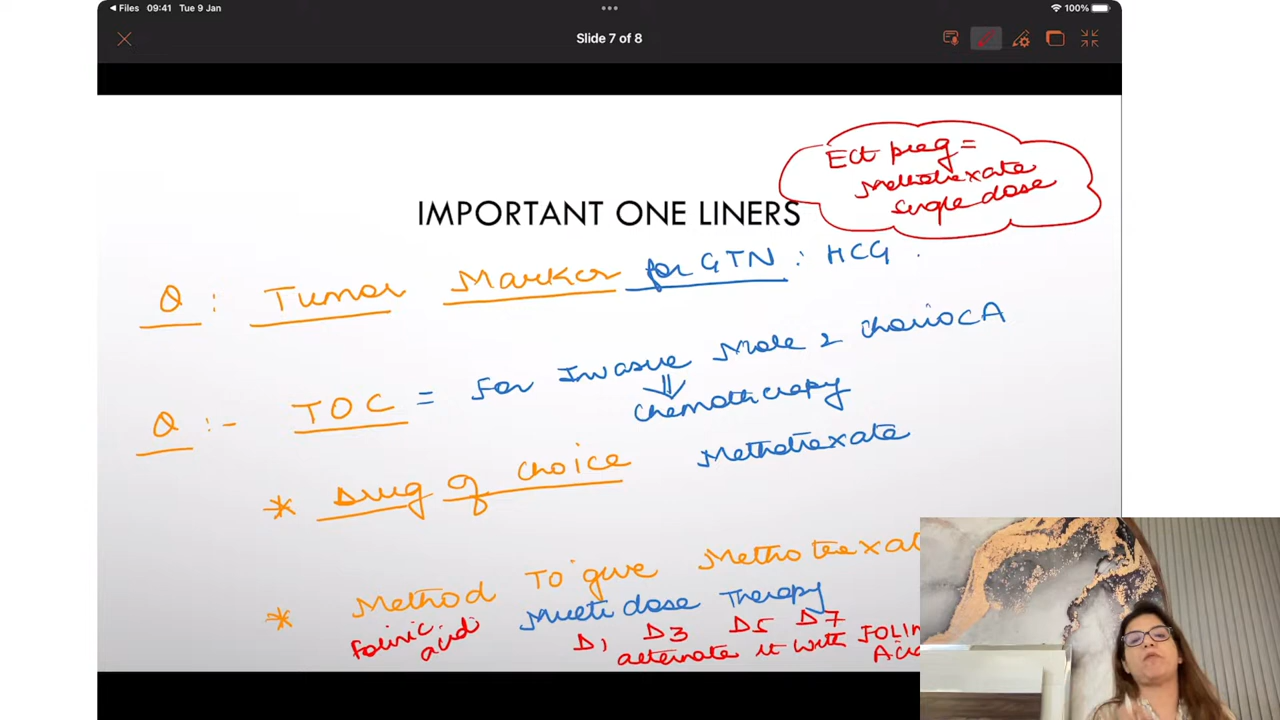 Files 09:41 Tue 9 Jan 100%
Slide 7 of 8
Ect preg =
Methotrexate
single dose
IMPORTANT ONE LINERS
Q : Tumor Marker for GTN : HCG
Q :- TOC = For Invasive Mole & ChorioCA
⇓
Chemotherapy
* Drug of choice Methotrexate
* Method To give Methotrexat
Multi dose Therapy
folinic acid
D1 D3 D5 D7
alternate it with FOLIN
Acid